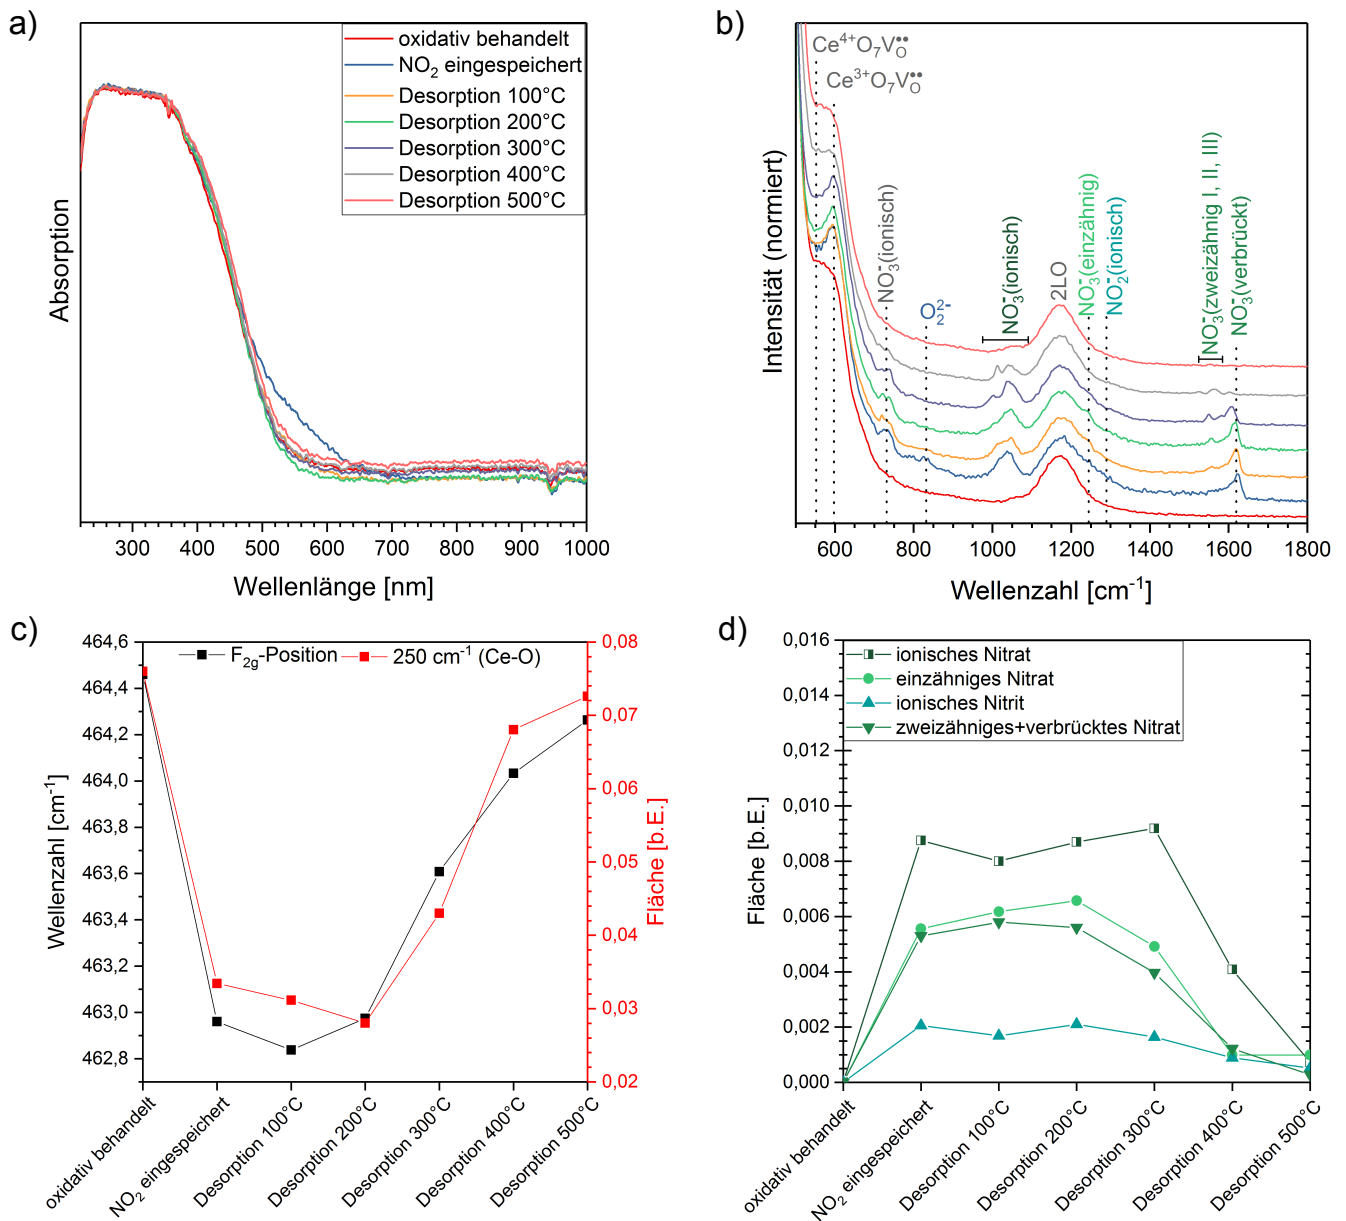 a)
oxidativ behandelt
NO₂ eingespeichert
Desorption 100°C
Desorption 200°C
Desorption 300°C
Desorption 400°C
Desorption 500°C
Absorption
300 400 500 600 700 800 900 1000
Wellenlänge [nm]
b)
Ce⁴⁺O₇V_O^••
Ce³⁺O₇V_O^••
NO₃⁻(ionisch)
O₂²⁻
NO₃⁻(ionisch)
2LO
NO₃⁻(einzähnig)
NO₂⁻(ionisch)
NO₃⁻(zweizähnig I, II, III)
NO₃⁻(verbrückt)
Intensität (normiert)
600 800 1000 1200 1400 1600 1800
Wellenzahl [cm⁻¹]
c)
F₂g-Position
250 cm⁻¹ (Ce-O)
464,6
464,4
464,2
464,0
463,8
463,6
463,4
463,2
463,0
462,8
Wellenzahl [cm⁻¹]
0,08
0,07
0,06
0,05
0,04
0,03
0,02
Fläche [b.E.]
oxidativ behandelt
NO₂ eingespeichert
Desorption 100°C
Desorption 200°C
Desorption 300°C
Desorption 400°C
Desorption 500°C
d)
ionisches Nitrat
einzähniges Nitrat
ionisches Nitrit
zweizähniges+verbrücktes Nitrat
0,016
0,014
0,012
0,010
0,008
0,006
0,004
0,002
0,000
Fläche [b.E.]
oxidativ behandelt
NO₂ eingespeichert
Desorption 100°C
Desorption 200°C
Desorption 300°C
Desorption 400°C
Desorption 500°C